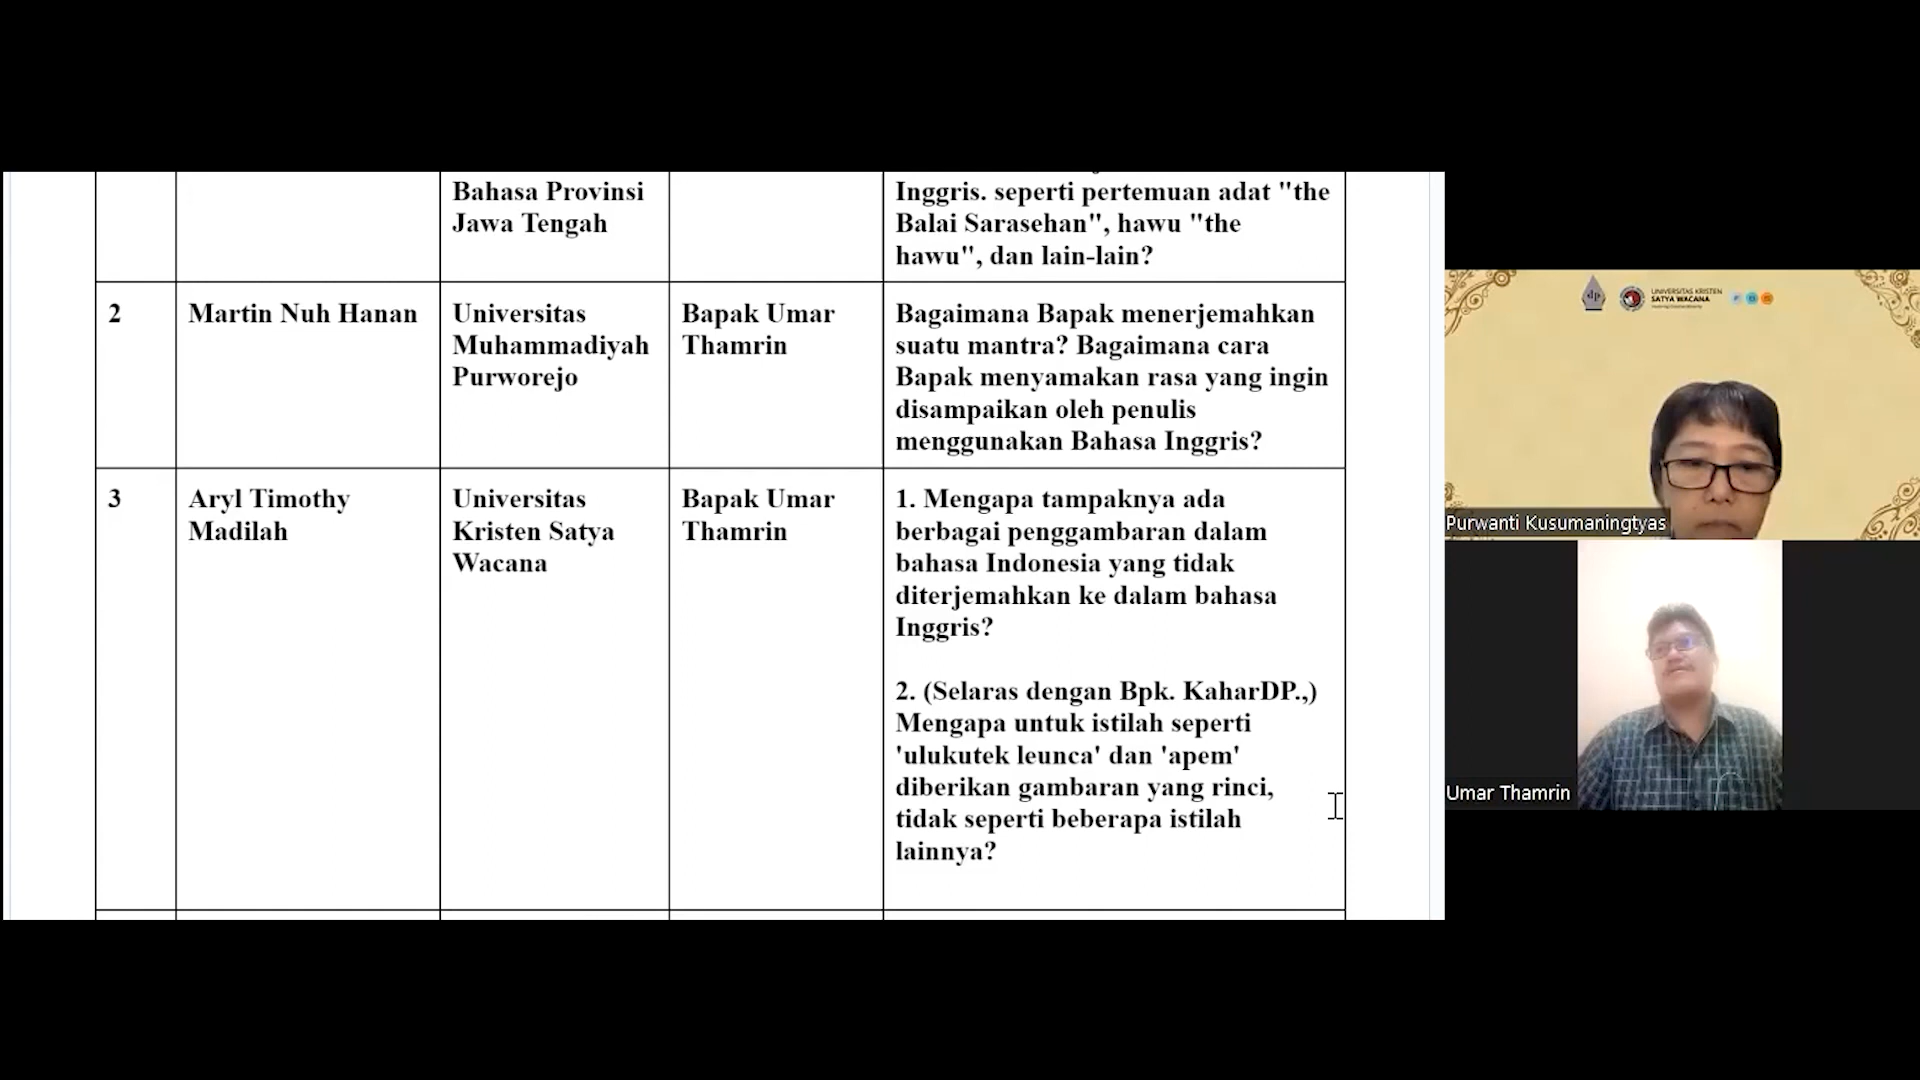 Bahasa Provinsi
Jawa Tengah
Inggris. seperti pertemuan adat "the
Balai Sarasehan", hawu "the
hawu", dan lain-lain?
2
Martin Nuh Hanan
Universitas
Muhammadiyah
Purworejo
Bapak Umar
Thamrin
Bagaimana Bapak menerjemahkan
suatu mantra? Bagaimana cara
Bapak menyamakan rasa yang ingin
disampaikan oleh penulis
menggunakan Bahasa Inggris?
3
Aryl Timothy
Madilah
Universitas
Kristen Satya
Wacana
Bapak Umar
Thamrin
1. Mengapa tampaknya ada
berbagai penggambaran dalam
bahasa Indonesia yang tidak
diterjemahkan ke dalam bahasa
Inggris?
2. (Selaras dengan Bpk. KaharDP.,)
Mengapa untuk istilah seperti
'ulukutek leunca' dan 'apem'
diberikan gambaran yang rinci,
tidak seperti beberapa istilah
lainnya?
dp
UNIVERSITAS KRISTEN
SATYA WACANA
Purwanti Kusumaningtyas
Umar Thamrin